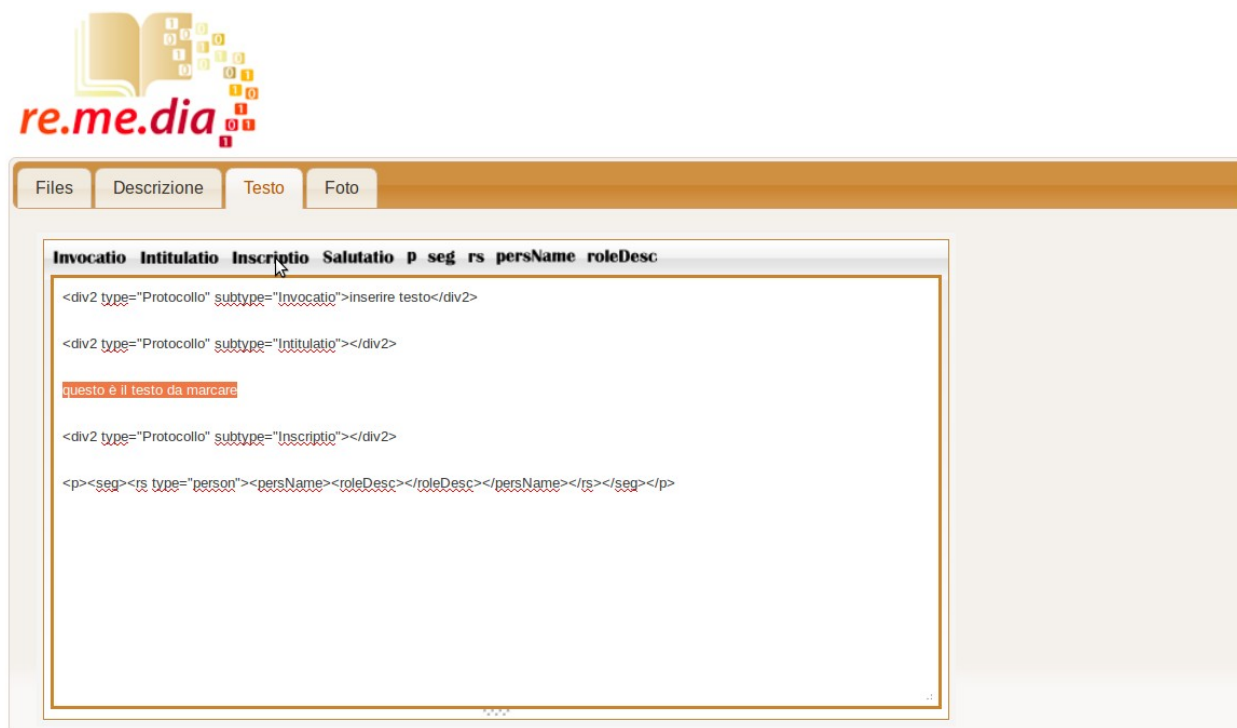 re.me.dia
Files Descrizione Testo Foto
Invocatio Intitulatio Inscriptio Salutatio p seg rs persName roleDesc
<div2 type="Protocollo" subtype="Invocatio">inserire testo</div2>
<div2 type="Protocollo" subtype="Intitulatio"></div2>
questo è il testo da marcare
<div2 type="Protocollo" subtype="Inscriptio"></div2>
<p><seg><rs type="person"><persName><roleDesc></roleDesc></persName></rs></seg></p>